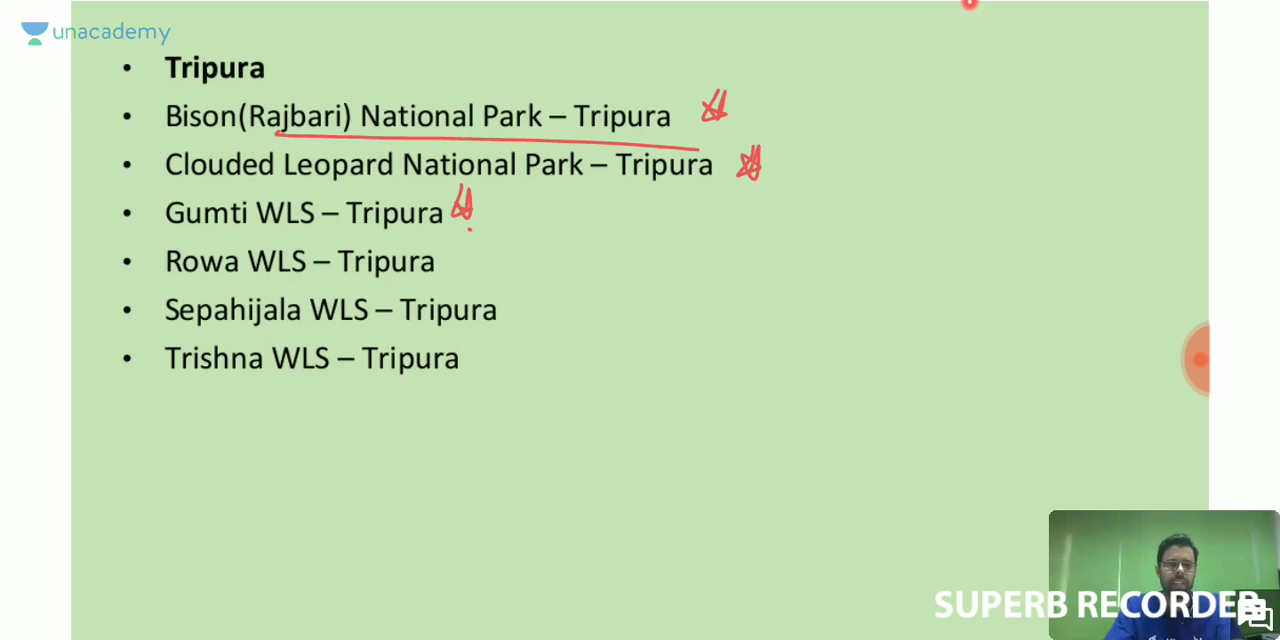 unacademy
• Tripura
• Bison(Rajbari) National Park – Tripura
• Clouded Leopard National Park – Tripura
• Gumti WLS – Tripura
• Rowa WLS – Tripura
• Sepahijala WLS – Tripura
• Trishna WLS – Tripura
SUPERB RECORDER